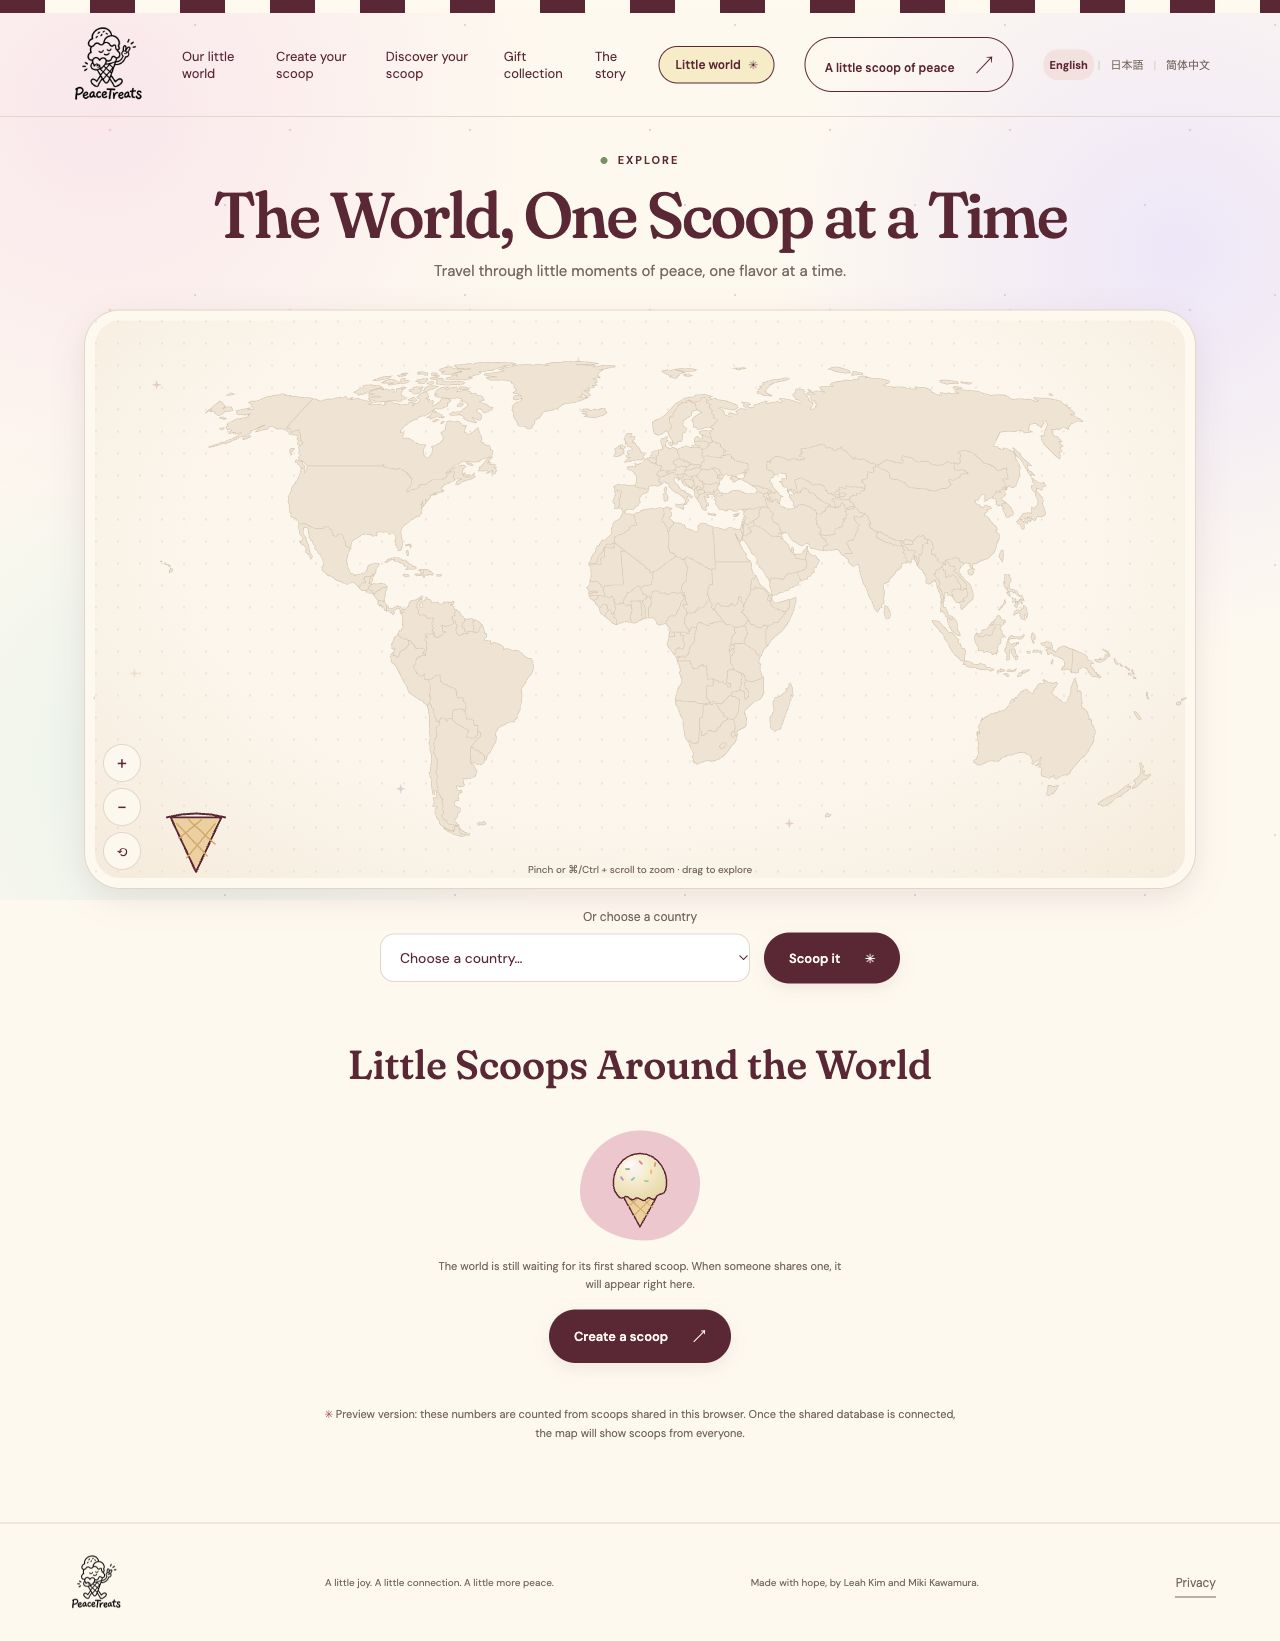 PeaceTreats
Our little
world
Create your
scoop
Discover your
scoop
Gift
collection
The
story
Little world ✳
A little scoop of peace ↗
English | 日本語 | 简体中文
EXPLORE
The World, One Scoop at a Time
Travel through little moments of peace, one flavor at a time.
+
−
⟲
Pinch or ⌘/Ctrl + scroll to zoom · drag to explore
Or choose a country
Choose a country…
Scoop it ✳
Little Scoops Around the World
The world is still waiting for its first shared scoop. When someone shares one, it
will appear right here.
Create a scoop ↗
✳ Preview version: these numbers are counted from scoops shared in this browser. Once the shared database is connected,
the map will show scoops from everyone.
PeaceTreats
A little joy. A little connection. A little more peace.
Made with hope, by Leah Kim and Miki Kawamura.
Privacy